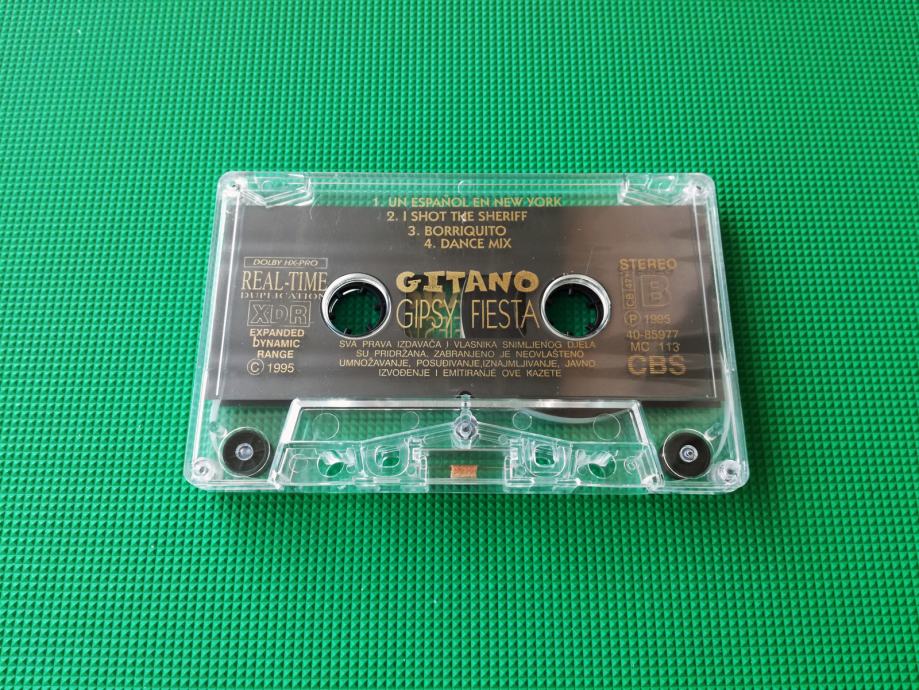 1. UN ESPAÑOL EN NEW YORK
2. I SHOT THE SHERIFF
3. BORRIQUITO
4. DANCE MIX
DOLBY HX-PRO
REAL-TIME
DUPLICATION
XDR
EXPANDED
DYNAMIC
RANGE
Ⓒ 1995
GITANO
GIPSY FIESTA
STEREO
CB 147
B
Ⓟ 1995
40-85977
MC 113
CBS
SVA PRAVA IZDAVAČA I VLASNIKA SNIMLJENOG DJELA
SU PRIDRŽANA. ZABRANJENO JE NEOVLAŠTENO
UMNOŽAVANJE, POSUĐIVANJE,IZNAJMLJIVANJE, JAVNO
IZVOĐENJE I EMITIRANJE OVE KAZETE